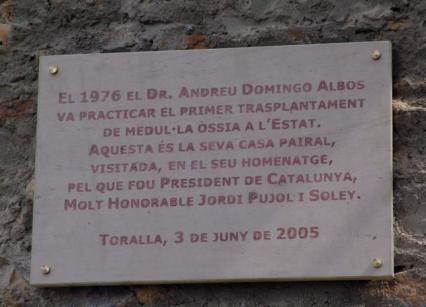 El 1976 el Dr. Andreu Domingo Albos
va practicar el primer trasplantament
de medul·la ossia a l'Estat.
Aquesta és la seva casa pairal,
visitada, en el seu homenatge,
pel que fou President de Catalunya,
Molt Honorable Jordi Pujol i Soley.
Toralla, 3 de juny de 2005